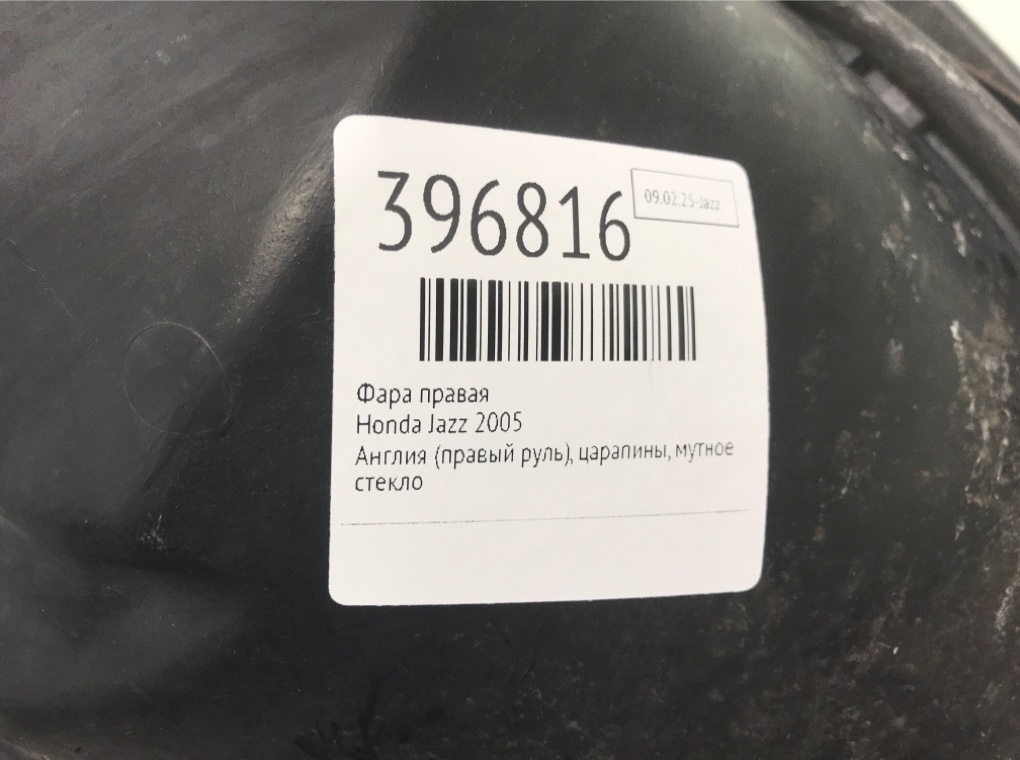 396816
09.02.25-Jazz
Фара правая
Honda Jazz 2005
Англия (правый руль), царапины, мутное
стекло